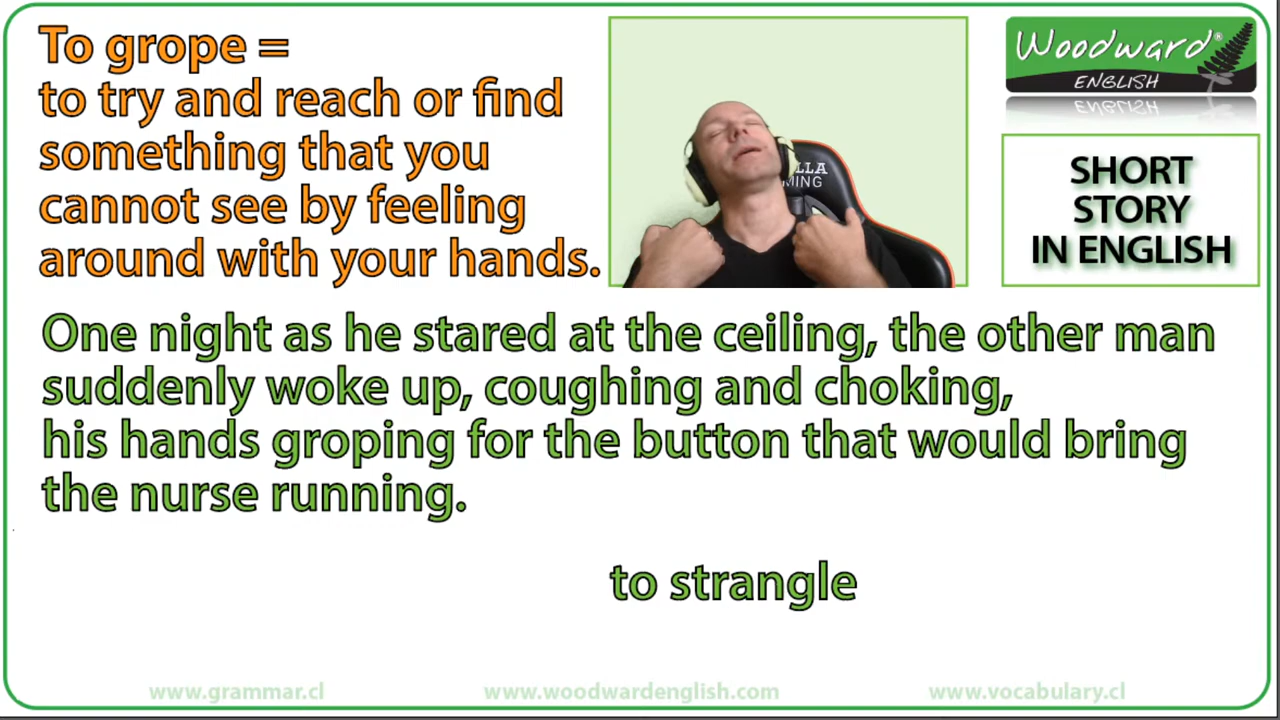 To grope =
to try and reach or find
something that you
cannot see by feeling
around with your hands.
LLA
MING
Woodward®
ENGLISH
SHORT
STORY
IN ENGLISH
One night as he stared at the ceiling, the other man
suddenly woke up, coughing and choking,
his hands groping for the button that would bring
the nurse running.
to strangle
www.grammar.cl
www.woodwardenglish.com
www.vocabulary.cl